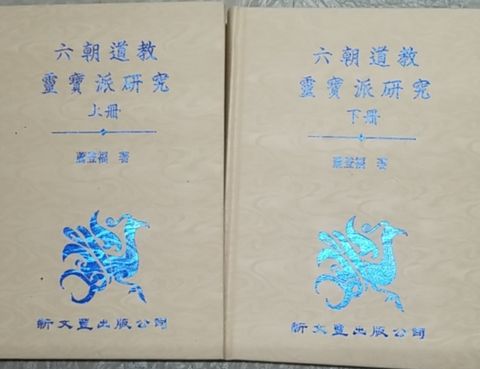 六朝道教
靈寶派研究
上冊
蕭登福 著
新文豐出版公司
六朝道教
靈寶派研究
下冊
蕭登福 著
新文豐出版公司